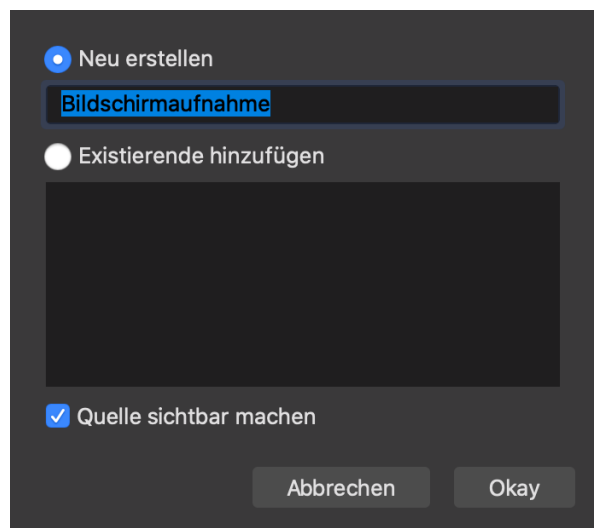 Neu erstellen
Bildschirmaufnahme
Existierende hinzufügen
Quelle sichtbar machen
Abbrechen
Okay